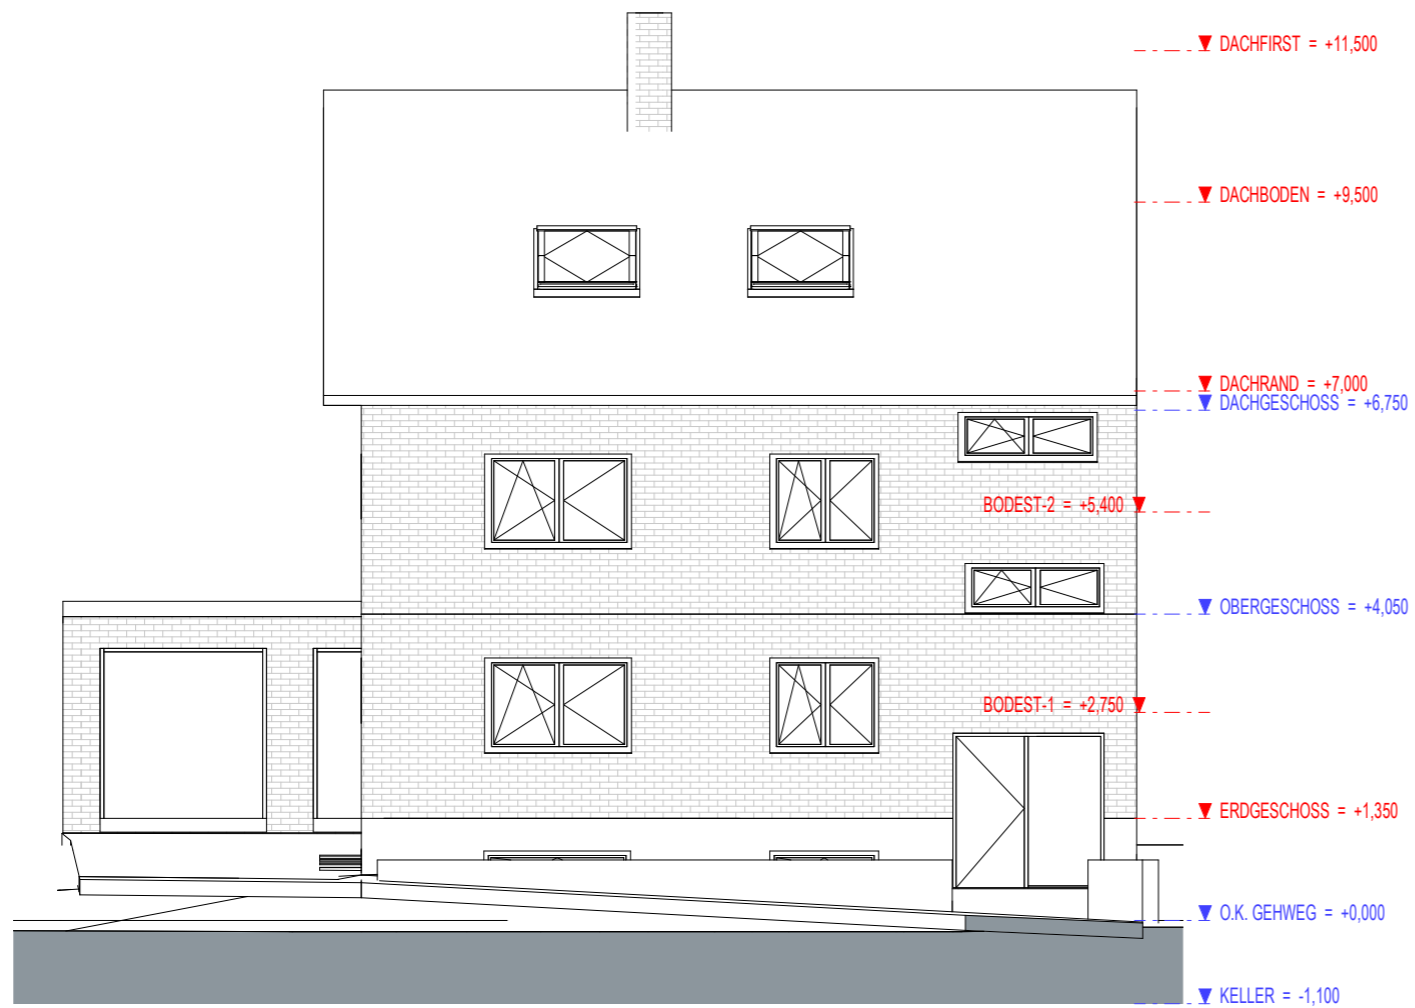 DACHFIRST = +11,500
DACHBODEN = +9,500
DACHRAND = +7,000
DACHGESCHOSS = +6,750
BODEST-2 = +5,400
OBERGESCHOSS = +4,050
BODEST-1 = +2,750
ERDGESCHOSS = +1,350
O.K. GEHWEG = +0,000
KELLER = -1,100